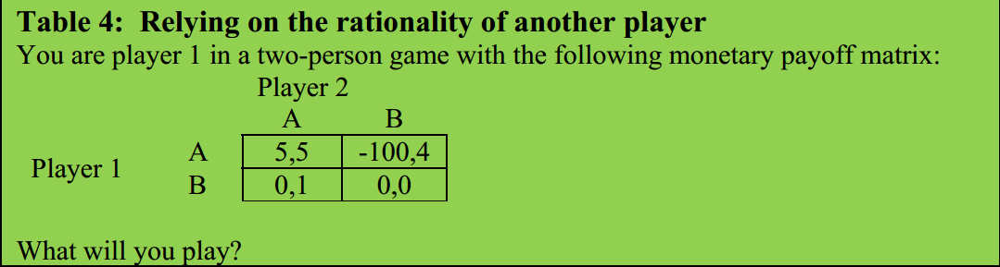 Table 4: Relying on the rationality of another player
You are player 1 in a two-person game with the following monetary payoff matrix:
Player 2
A B
Player 1 A 5,5 -100,4
B 0,1 0,0
What will you play?